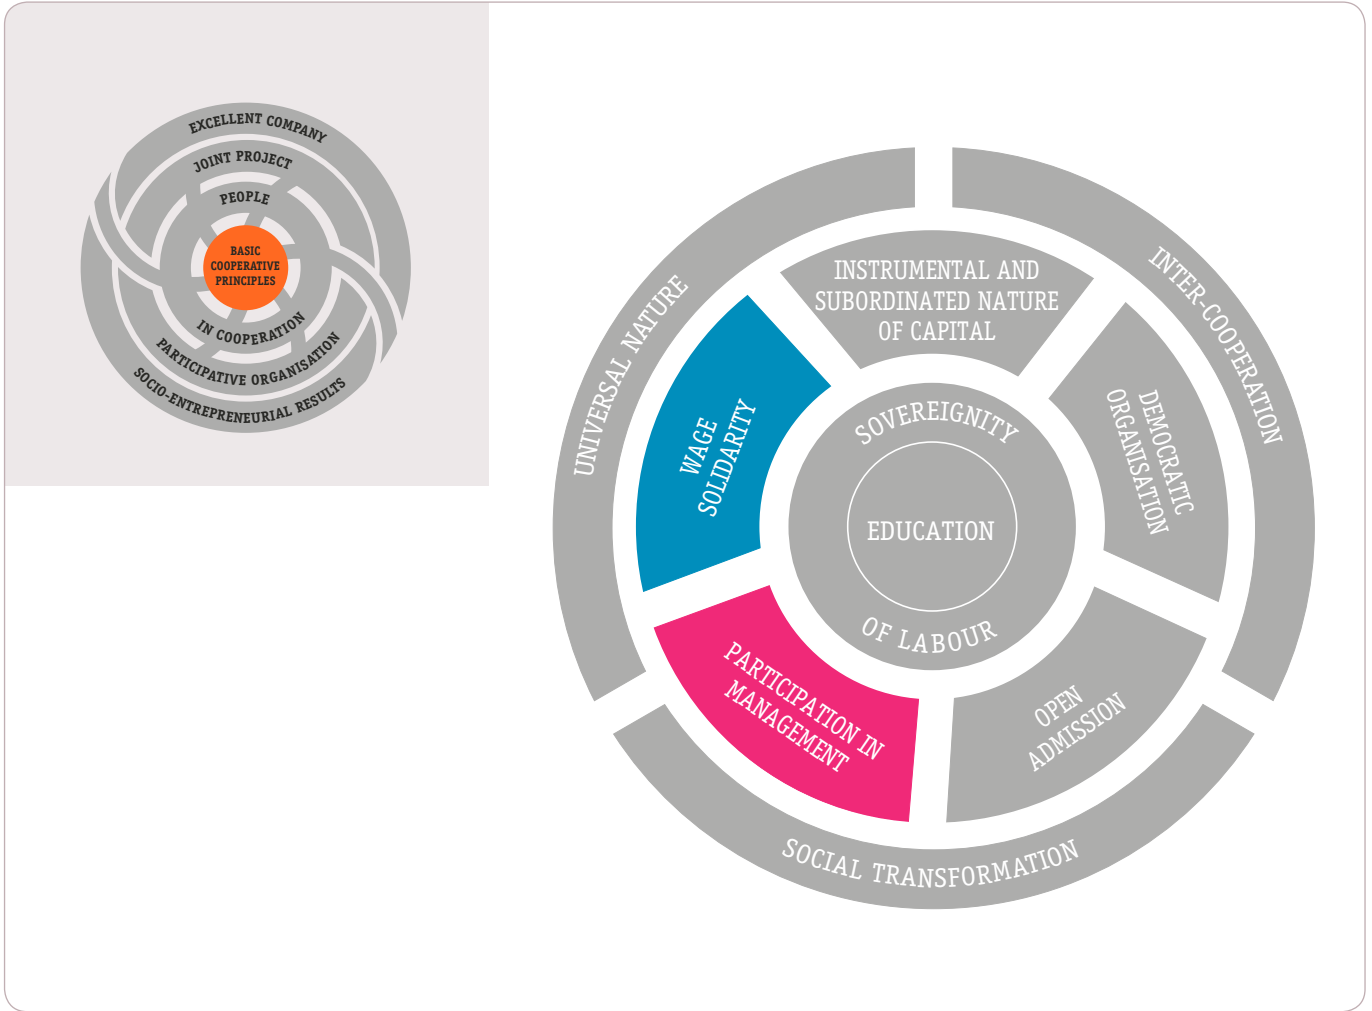 EXCELLENT COMPANY
JOINT PROJECT
PEOPLE
BASIC
COOPERATIVE
PRINCIPLES
IN COOPERATION
PARTICIPATIVE ORGANISATION
SOCIO-ENTREPRENEURIAL RESULTS
UNIVERSAL NATURE
INTER-COOPERATION
INSTRUMENTAL AND
SUBORDINATED NATURE
OF CAPITAL
WAGE
SOLIDARITY
DEMOCRATIC
ORGANISATION
SOVEREIGNITY
EDUCATION
OF LABOUR
PARTICIPATION IN
MANAGEMENT
OPEN
ADMISSION
SOCIAL TRANSFORMATION